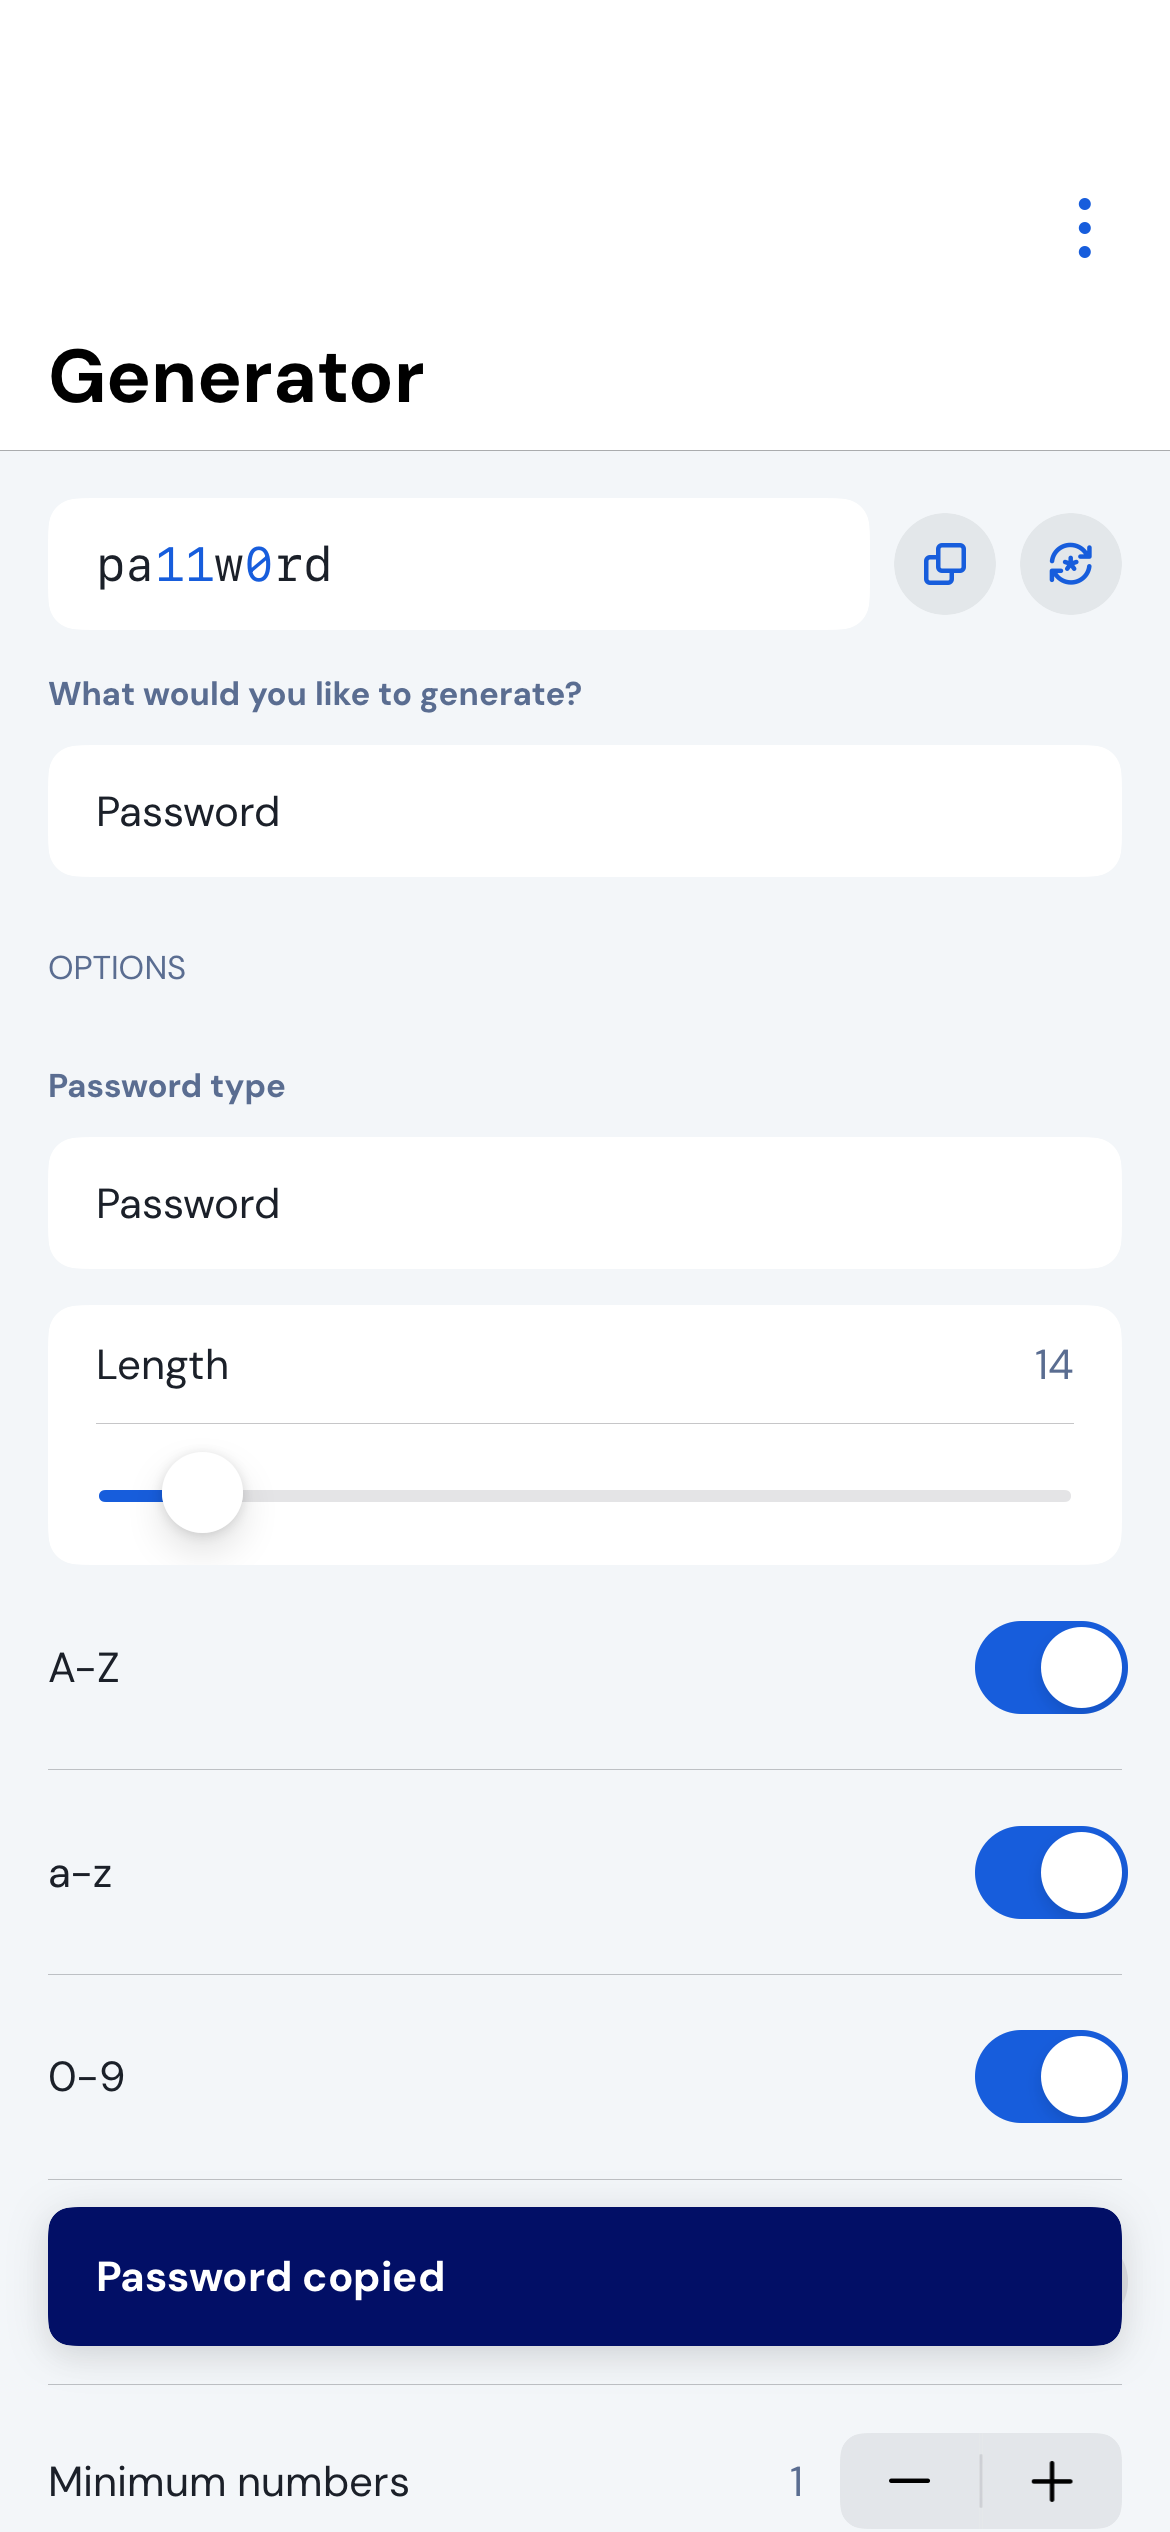 Generator
pa11w0rd
What would you like to generate?
Password
OPTIONS
Password type
Password
Length 14
A-Z
a-z
0-9
Password copied
Minimum numbers 1